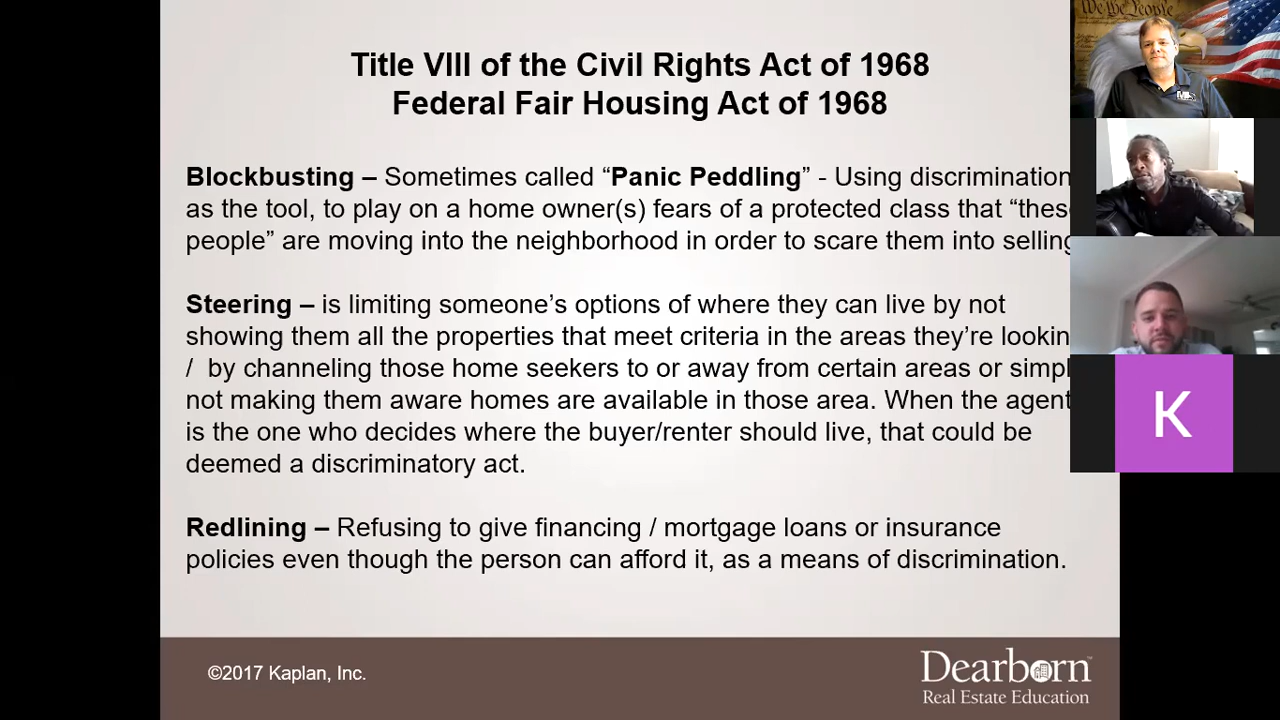 We the People
Title VIII of the Civil Rights Act of 1968
Federal Fair Housing Act of 1968
Blockbusting – Sometimes called “Panic Peddling” - Using discrimination
as the tool, to play on a home owner(s) fears of a protected class that “thes
people” are moving into the neighborhood in order to scare them into selling
Steering – is limiting someone’s options of where they can live by not
showing them all the properties that meet criteria in the areas they’re lookin
/ by channeling those home seekers to or away from certain areas or simpl
not making them aware homes are available in those area. When the agent
is the one who decides where the buyer/renter should live, that could be
deemed a discriminatory act.
K
Redlining – Refusing to give financing / mortgage loans or insurance
policies even though the person can afford it, as a means of discrimination.
©2017 Kaplan, Inc.
Dearborn
Real Estate Education